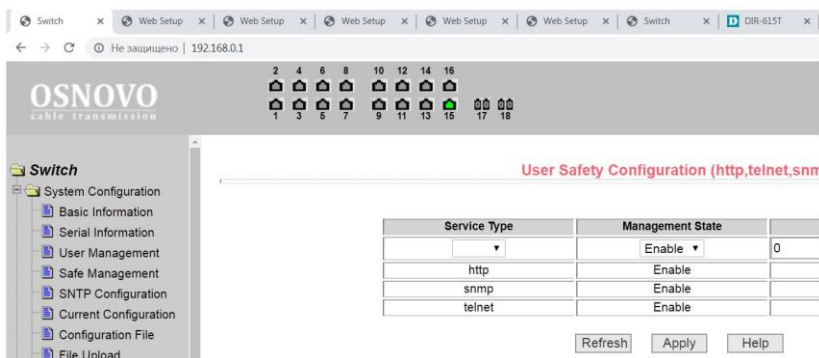 Switch
Web Setup
Web Setup
Web Setup
Web Setup
Web Setup
Switch
DIR-615T
Не защищено | 192.168.0.1
2 4 6 8 10 12 14 16
1 3 5 7 9 11 13 15 17 18
OSNOVO
cable transmission
Switch
System Configuration
Basic Information
Serial Information
User Management
Safe Management
SNTP Configuration
Current Configuration
Configuration File
File Upload
User Safety Configuration (http,telnet,snm
Service Type Management State
Enable 0
http Enable
snmp Enable
telnet Enable
Refresh Apply Help